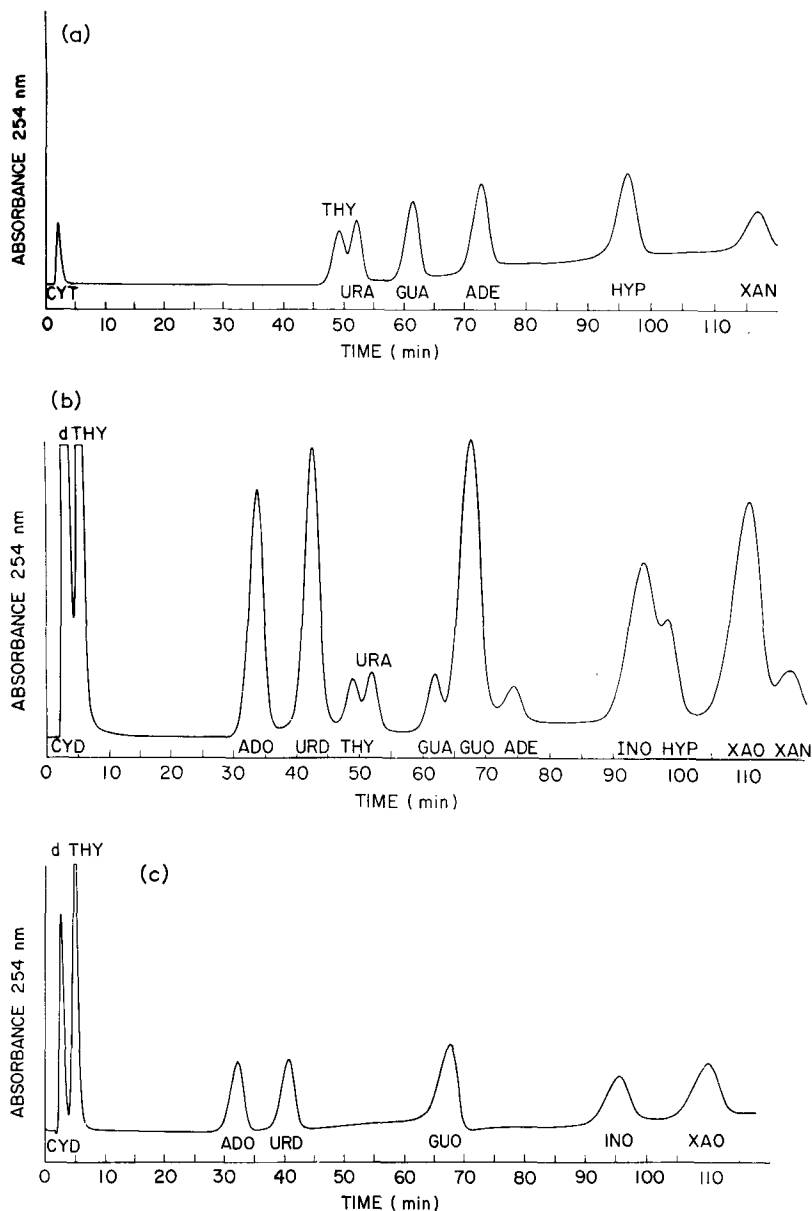 (a)
ABSORBANCE 254 nm
THY
CYT URA GUA ADE HYP XAN
0 10 20 30 40 50 60 70 80 90 100 110
TIME (min)
(b)
d THY
ABSORBANCE 254 nm
URA
CYD ADO URD THY GUA GUO ADE INO HYP XAO XAN
0 10 20 30 40 50 60 70 80 90 100 110
TIME (min)
d THY
(c)
ABSORBANCE 254 nm
CYD ADO URD GUO INO XAO
0 10 20 30 40 50 60 70 80 90 100 110
TIME (min)